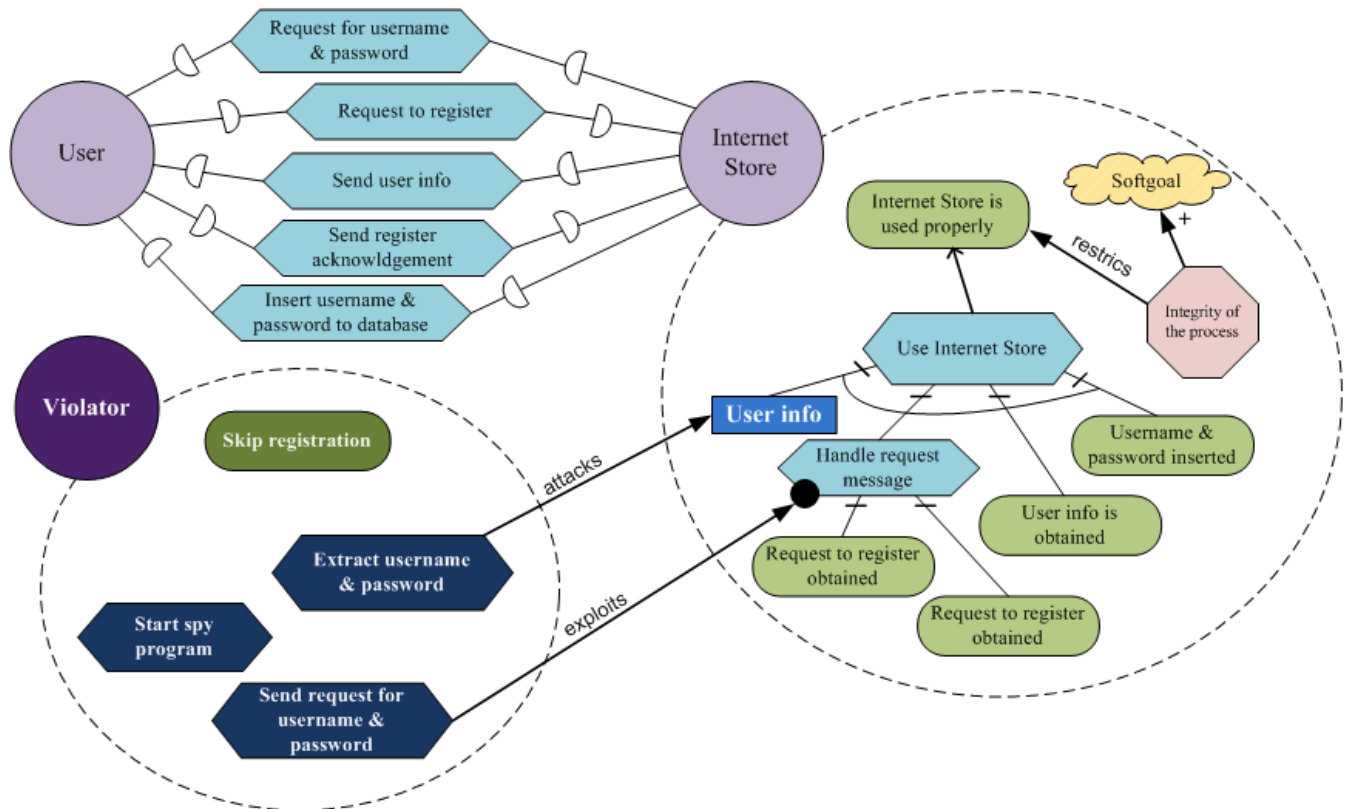 Request for username
& password
Request to register
User
Internet
Store
Send user info
Send register
acknowldgement
Insert username &
password to database
Softgoal
+
Internet Store is
used properly
restrics
Integrity of
the process
Use Internet Store
Violator
User info
Username &
password inserted
Skip registration
Handle request
message
attacks
User info is
obtained
Extract username
& password
Request to register
obtained
exploits
Request to register
obtained
Start spy
program
Send request for
username &
password